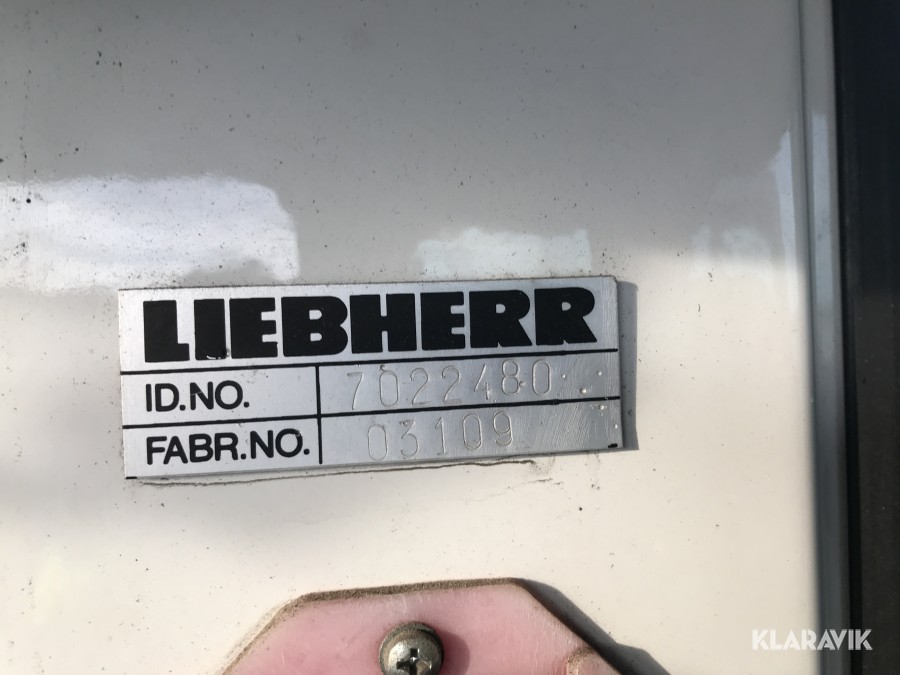 LIEBHERR
ID.NO. 7022480
FABR.NO. 03109
KLARAVIK